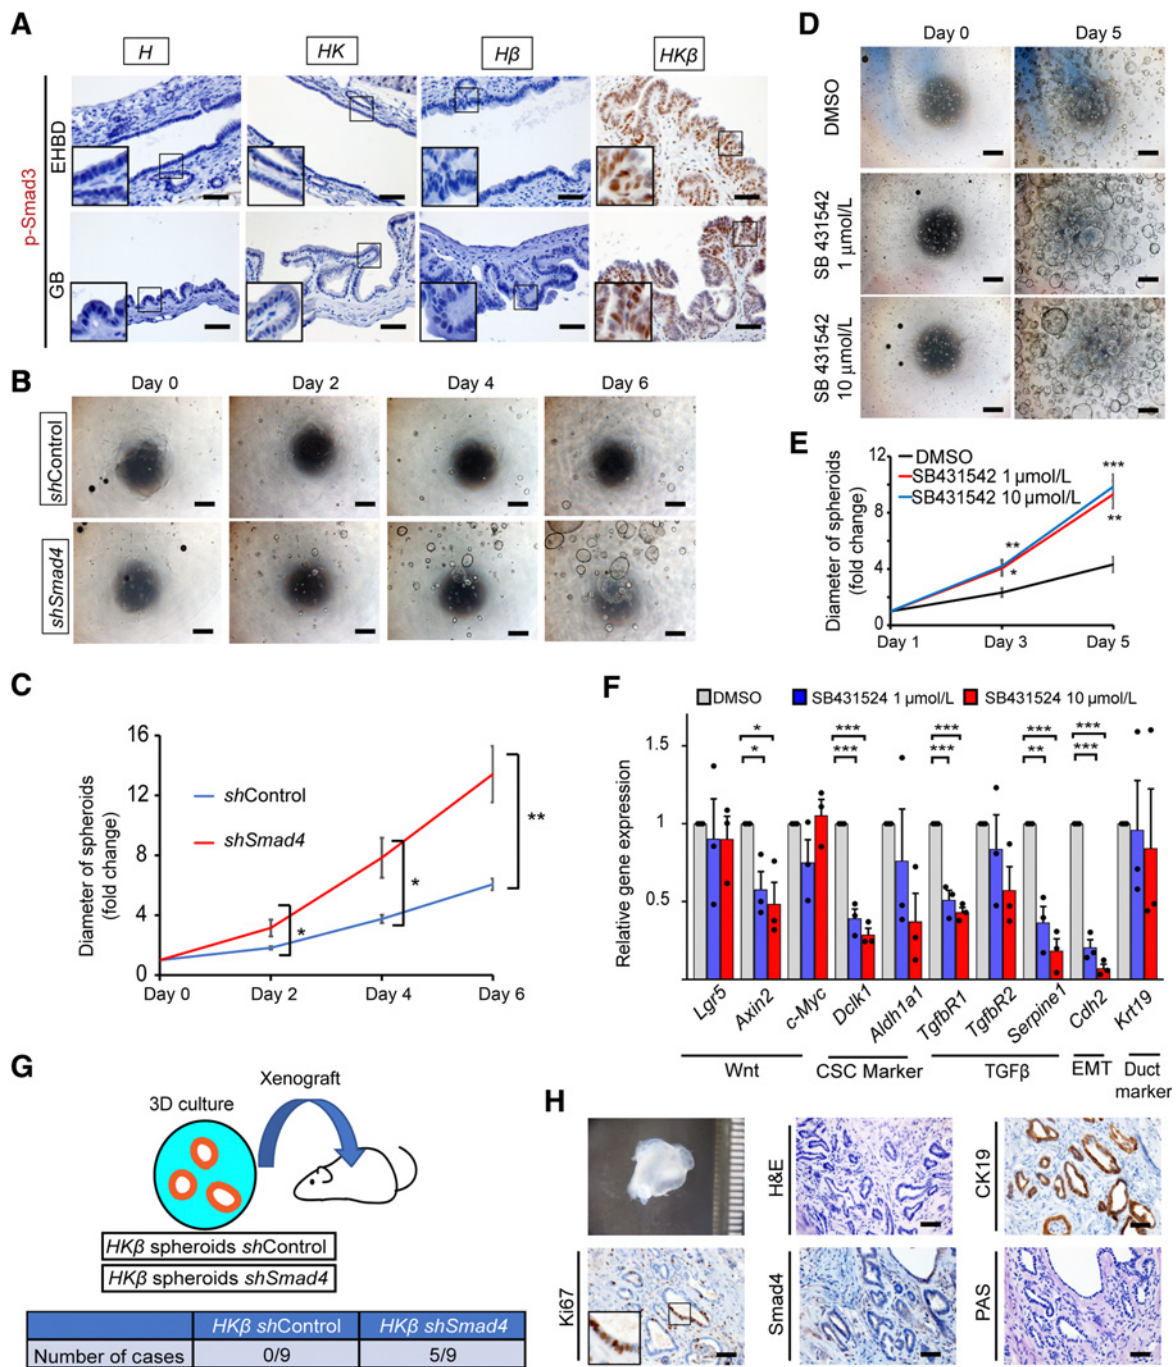 A
H HK Hβ HKβ
p-Smad3
EHBD
GB
B
Day 0 Day 2 Day 4 Day 6
shControl
shSmad4
C
Diameter of spheroids
(fold change)
16
12
8
4
0
shControl
shSmad4
* * **
Day 0 Day 2 Day 4 Day 6
D
Day 0 Day 5
DMSO
SB 431542
1 µmol/L
SB 431542
10 µmol/L
E
Diameter of spheroids
(fold change)
12
8
4
0
DMSO
SB431542 1 µmol/L
SB431542 10 µmol/L
***
**
**
*
Day 1 Day 3 Day 5
F
DMSO SB431524 1 µmol/L SB431524 10 µmol/L
Relative gene expression
1.5
1
0.5
* *** *** *** ***
* *** *** ** ***
Lgr5 Axin2 c-Myc Dclk1 Aldh1a1 TgfbR1 TgfbR2 Serpine1 Cdh2 Krt19
Wnt CSC Marker TGFβ EMT Duct
marker
G
Xenograft
3D culture
HKβ spheroids shControl
HKβ spheroids shSmad4
HKβ shControl HKβ shSmad4
Number of cases 0/9 5/9
H
H&E
CK19
Ki67
Smad4
PAS